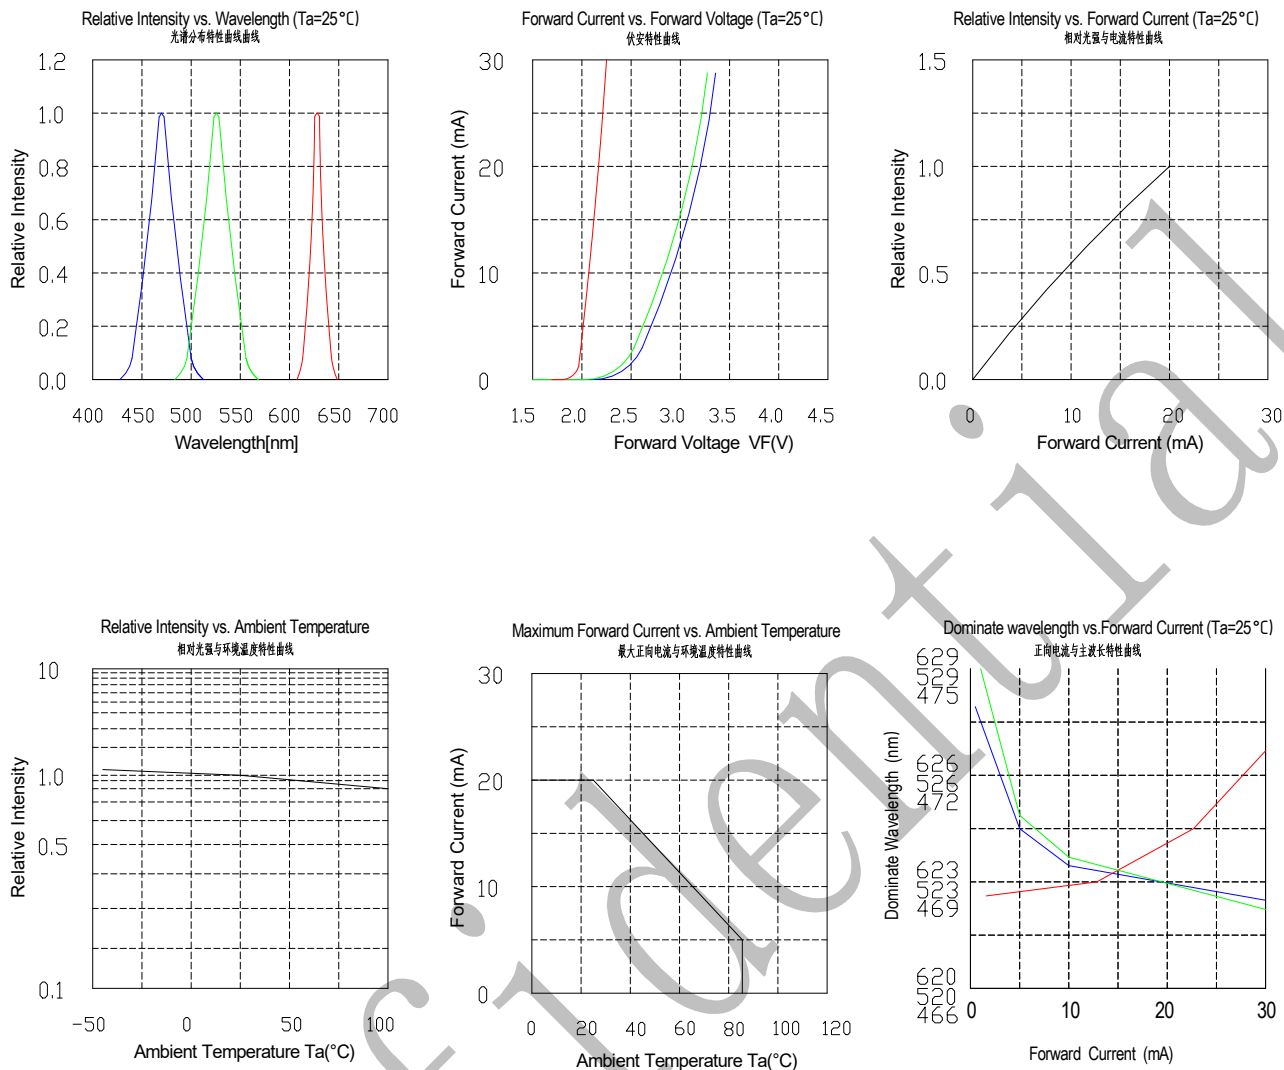 Relative Intensity vs. Wavelength (Ta=25°C)
光谱分布特性曲线曲线
1.2
1.0
0.8
0.6
0.4
0.2
0.0
Relative Intensity
400 450 500 550 600 650 700
Wavelength[nm]
Forward Current vs. Forward Voltage (Ta=25°C)
伏安特性曲线
30
20
10
0
Forward Current (mA)
1.5 2.0 2.5 3.0 3.5 4.0 4.5
Forward Voltage VF(V)
Relative Intensity vs. Forward Current (Ta=25°C)
相对光强与电流特性曲线
1.5
1.0
0.5
0.0
Relative Intensity
0 10 20 30
Forward Current (mA)
Relative Intensity vs. Ambient Temperature
相对光强与环境温度特性曲线
10
1.0
0.5
0.1
Relative Intensity
-50 0 50 100
Ambient Temperature Ta(°C)
Maximum Forward Current vs. Ambient Temperature
最大正向电流与环境温度特性曲线
30
20
10
0
Forward Current (mA)
0 20 40 60 80 100 120
Ambient Temperature Ta(°C)
Dominate wavelength vs.Forward Current (Ta=25°C)
正向电流与主波长特性曲线
629
529
475
626
526
472
623
523
469
620
520
466
Dominate Wavelength (nm)
0 10 20 30
Forward Current (mA)
fidential